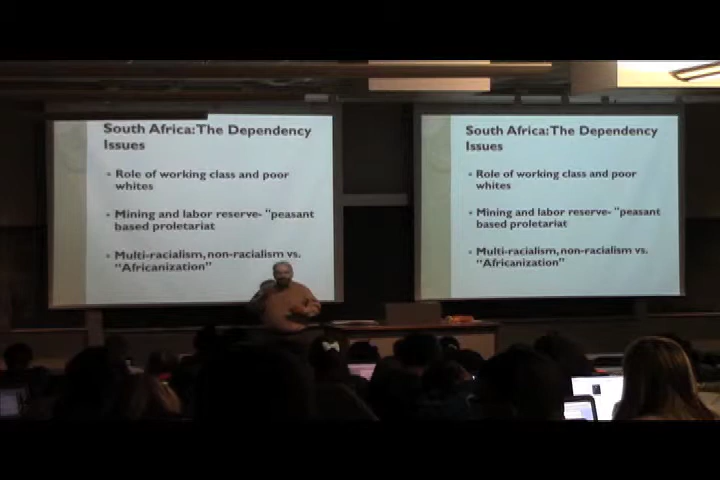 South Africa: The Dependency
Issues
• Role of working class and poor
whites
• Mining and labor reserve- "peasant
based proletariat
• Multi-racialism, non-racialism vs.
"Africanization"
South Africa: The Dependency
Issues
• Role of working class and poor
whites
• Mining and labor reserve- "peasant
based proletariat
• Multi-racialism, non-racialism vs.
"Africanization"